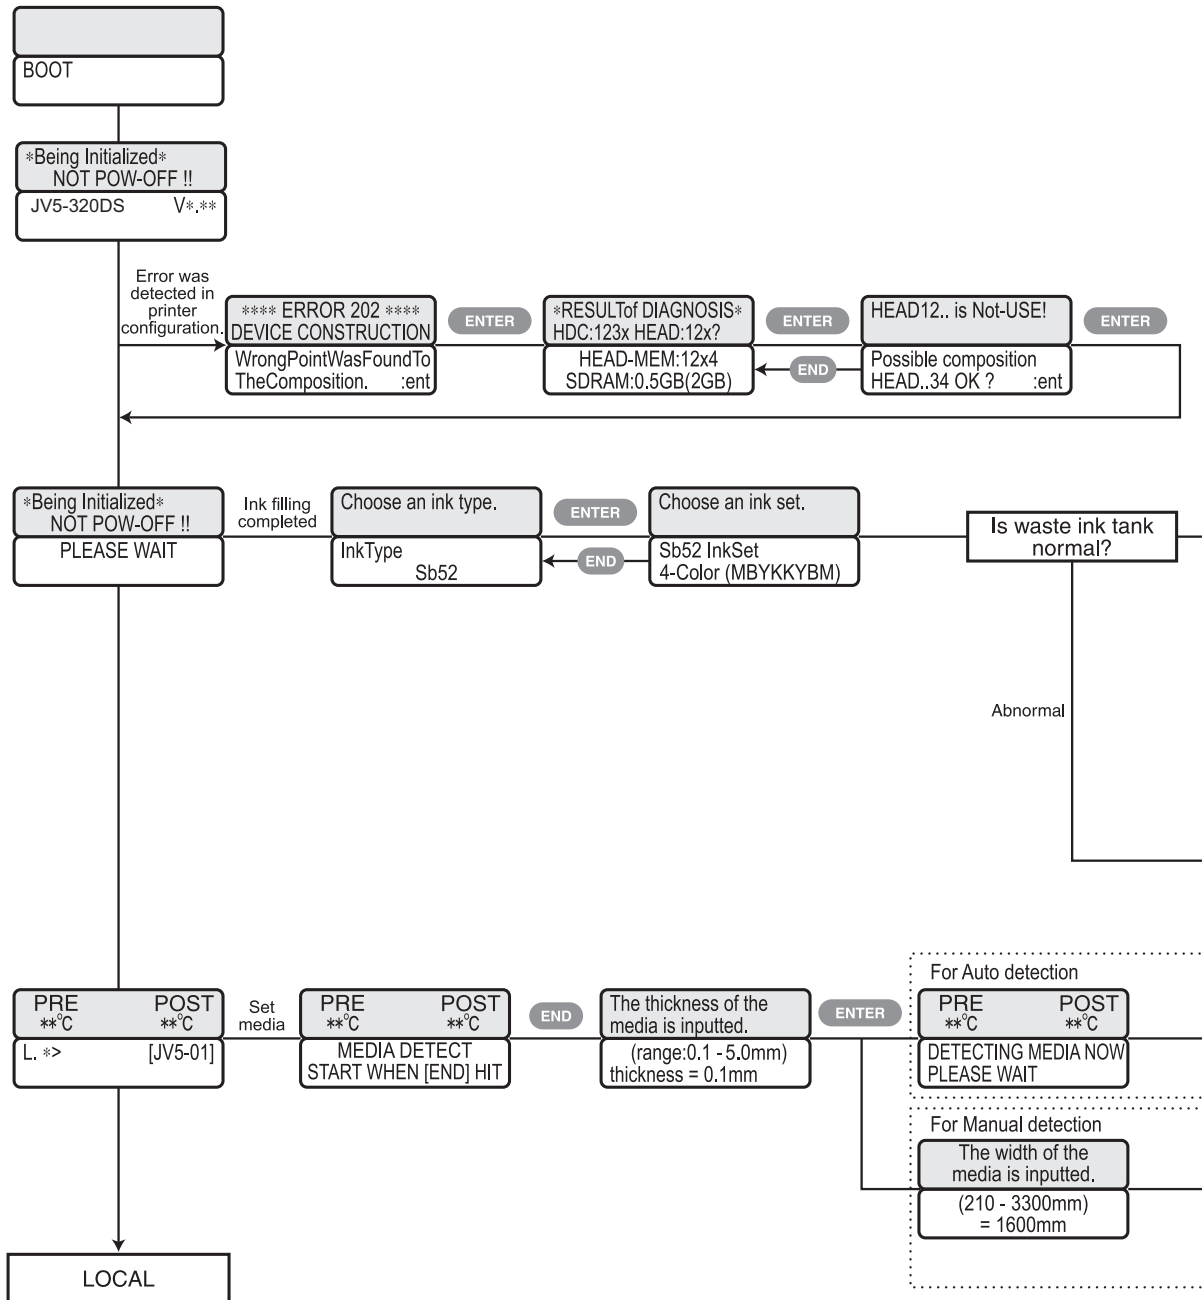 BOOT
*Being Initialized*
NOT POW-OFF !!
JV5-320DS V*.**
Error was
detected in
printer
configuration.
**** ERROR 202 ****
DEVICE CONSTRUCTION
WrongPointWasFoundTo
TheComposition. :ent
ENTER
*RESULTof DIAGNOSIS*
HDC:123x HEAD:12x?
HEAD-MEM:12x4
SDRAM:0.5GB(2GB)
ENTER
END
HEAD12.. is Not-USE!
Possible composition
HEAD..34 OK ? :ent
ENTER
*Being Initialized*
NOT POW-OFF !!
PLEASE WAIT
Ink filling
completed
Choose an ink type.
InkType
Sb52
ENTER
END
Choose an ink set.
Sb52 InkSet
4-Color (MBYKKYBM)
Is waste ink tank
normal?
Abnormal
PRE POST
**°C **°C
L. *> [JV5-01]
Set
media
PRE POST
**°C **°C
MEDIA DETECT
START WHEN [END] HIT
END
The thickness of the
media is inputted.
(range:0.1 - 5.0mm)
thickness = 0.1mm
ENTER
For Auto detection
PRE POST
**°C **°C
DETECTING MEDIA NOW
PLEASE WAIT
For Manual detection
The width of the
media is inputted.
(210 - 3300mm)
= 1600mm
LOCAL